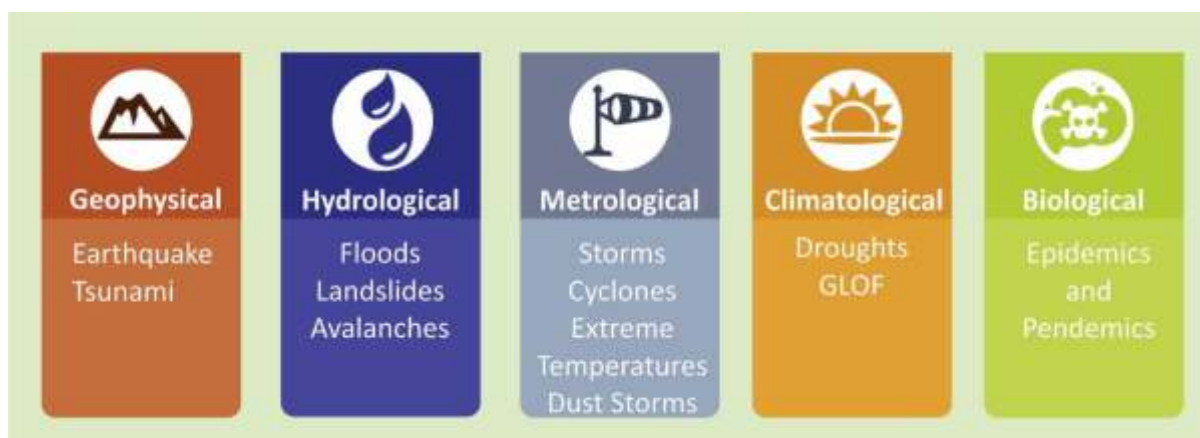 Geophysical
Earthquake
Tsunami
Hydrological
Floods
Landslides
Avalanches
Metrological
Storms
Cyclones
Extreme
Temperatures
Dust Storms
Climatological
Droughts
GLOF
Biological
Epidemics
and
Pendemics